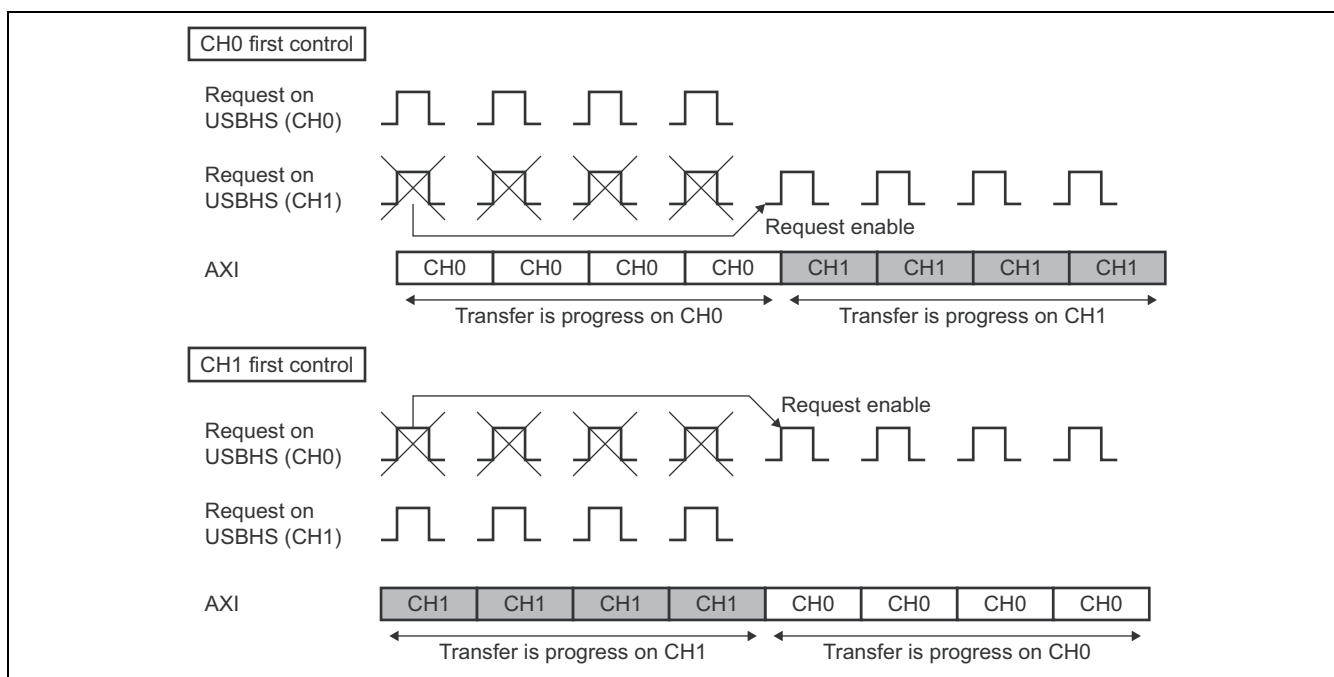 CH0 first control
Request on
USBHS (CH0)
Request on
USBHS (CH1)
Request enable
AXI
CH0 CH0 CH0 CH0 CH1 CH1 CH1 CH1
Transfer is progress on CH0 Transfer is progress on CH1
CH1 first control
Request enable
Request on
USBHS (CH0)
Request on
USBHS (CH1)
AXI
CH1 CH1 CH1 CH1 CH0 CH0 CH0 CH0
Transfer is progress on CH1 Transfer is progress on CH0